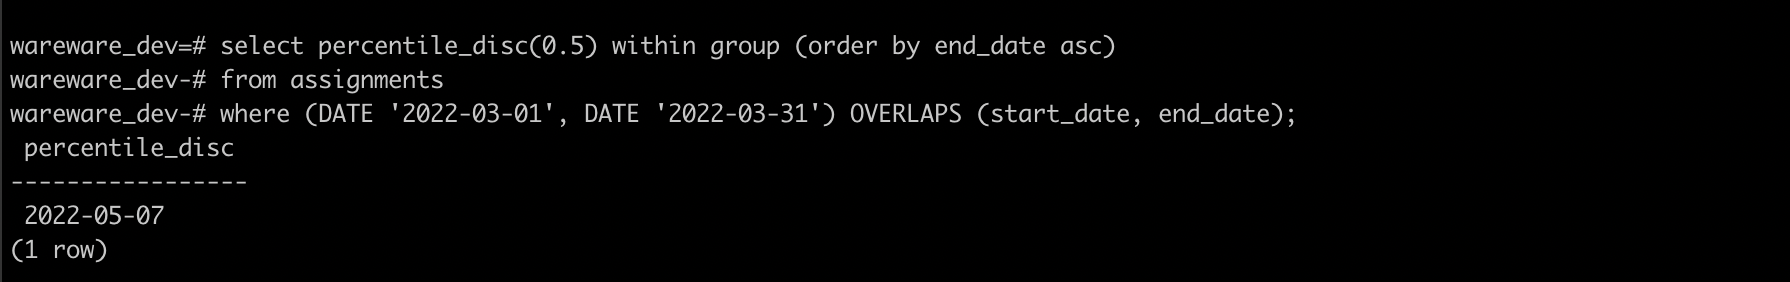 wareware_dev=# select percentile_disc(0.5) within group (order by end_date asc)
wareware_dev-# from assignments
wareware_dev-# where (DATE '2022-03-01', DATE '2022-03-31') OVERLAPS (start_date, end_date);
 percentile_disc
-----------------
 2022-05-07
(1 row)